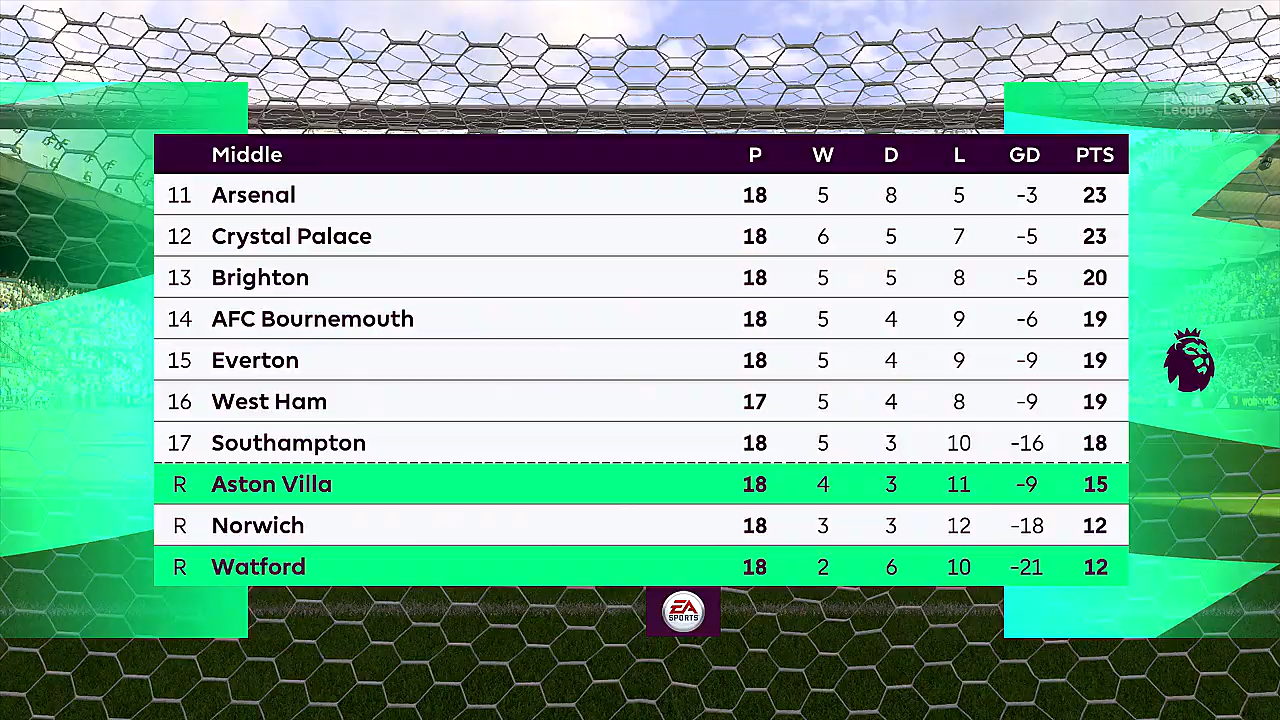 Premier
League
Middle P W D L GD PTS
11 Arsenal 18 5 8 5 -3 23
12 Crystal Palace 18 6 5 7 -5 23
13 Brighton 18 5 5 8 -5 20
14 AFC Bournemouth 18 5 4 9 -6 19
15 Everton 18 5 4 9 -9 19
16 West Ham 17 5 4 8 -9 19
17 Southampton 18 5 3 10 -16 18
R Aston Villa 18 4 3 11 -9 15
R Norwich 18 3 3 12 -18 12
R Watford 18 2 6 10 -21 12
EA
SPORTS